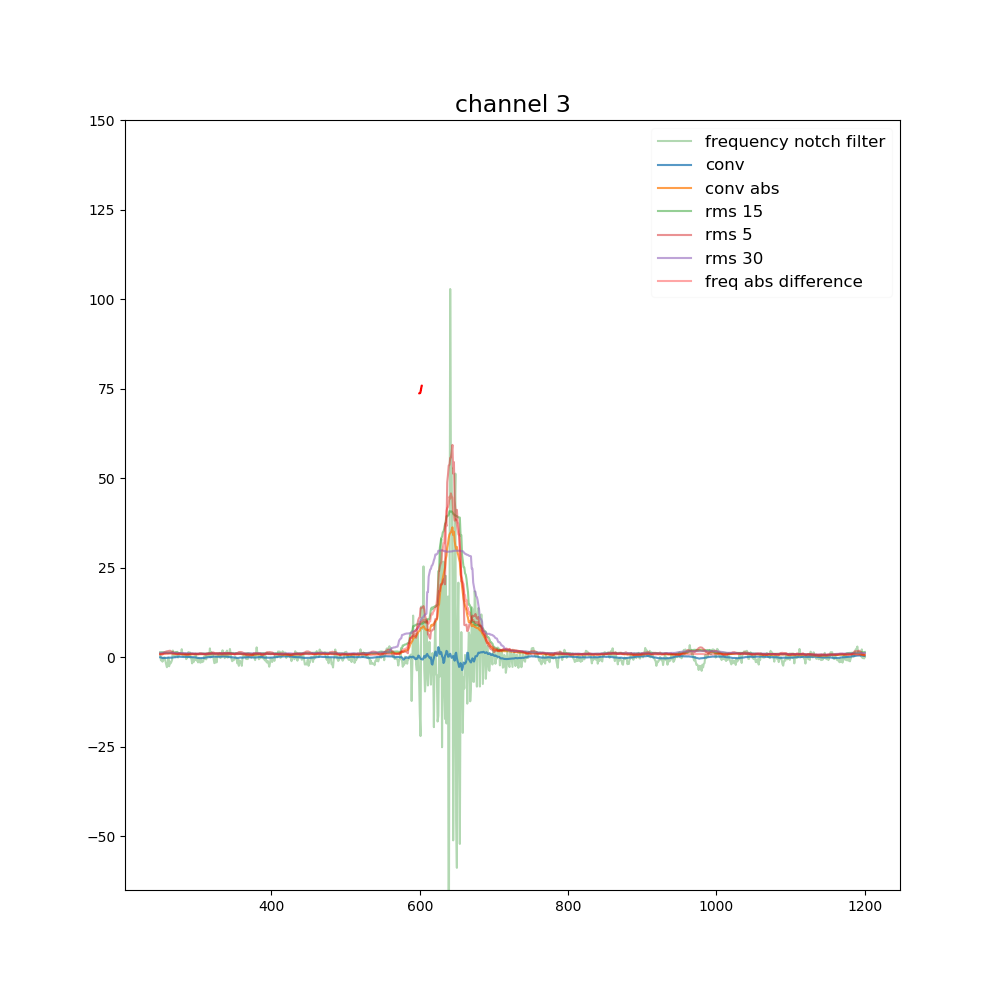 channel 3
150
125
100
75
50
25
0
−25
−50
400
600
800
1000
1200
frequency notch filter
conv
conv abs
rms 15
rms 5
rms 30
freq abs difference